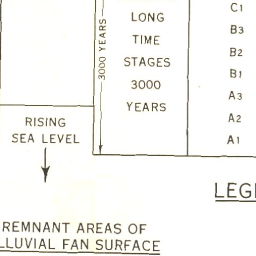 3000 YEARS
LONG
TIME
STAGES
3000
YEARS
C1
B3
B2
B1
A3
A2
A1
RISING
SEA LEVEL
REMNANT AREAS OF
LLUVIAL FAN SURFACE